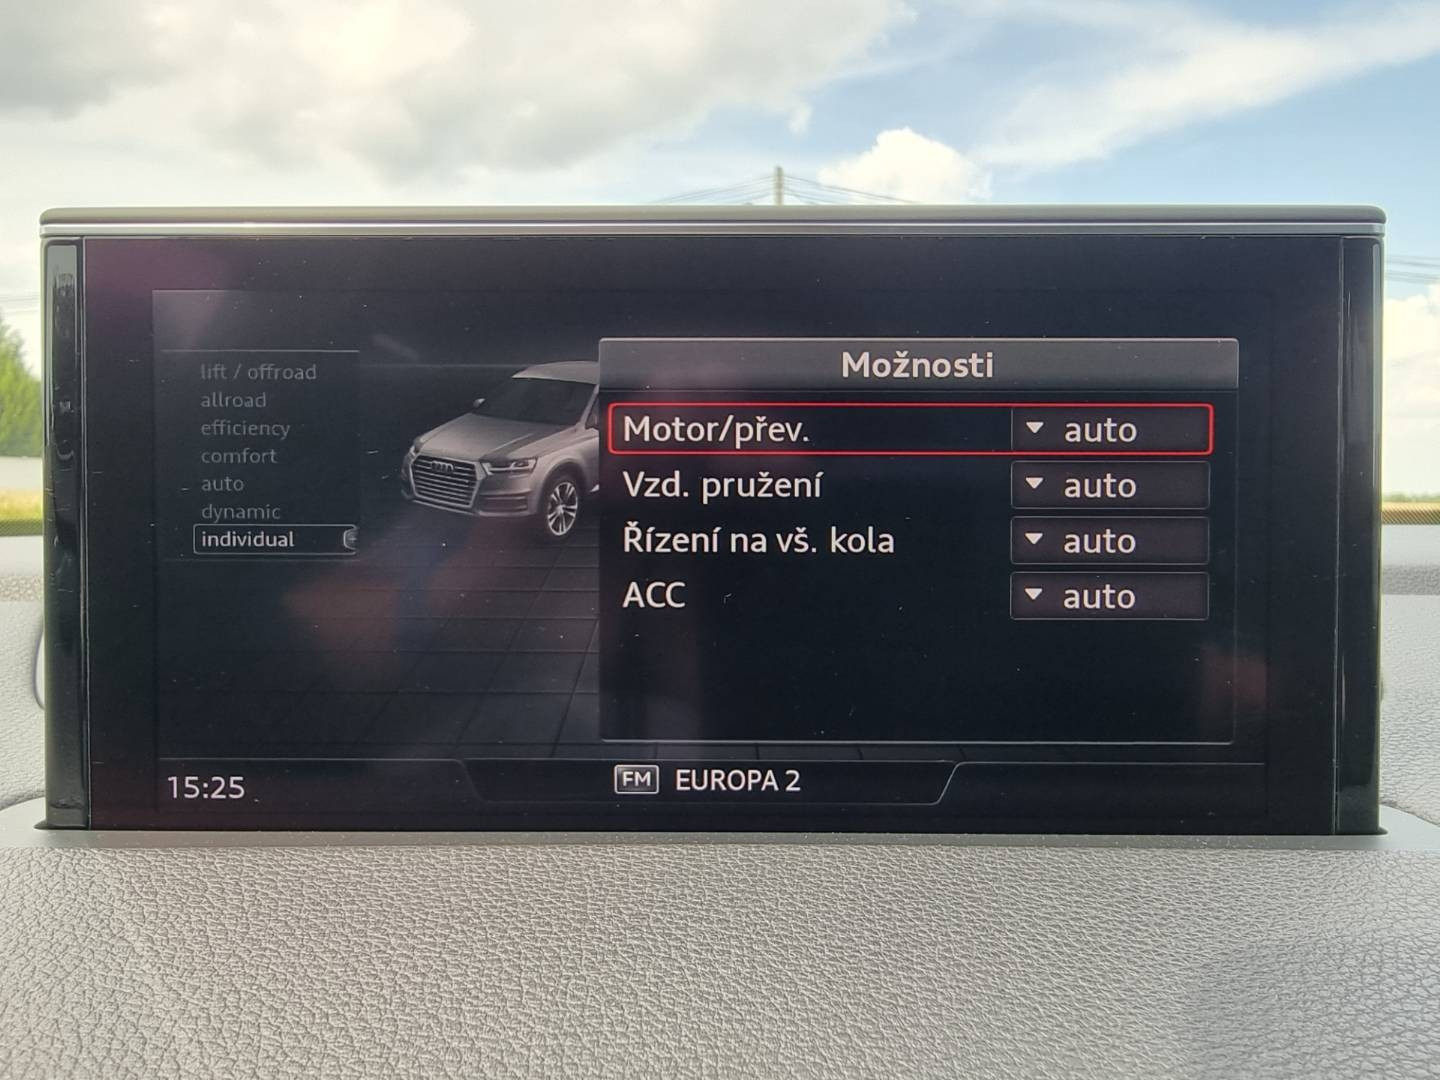 lift / offroad
allroad
efficiency
comfort
auto
dynamic
individual
Možnosti
Motor/přev. auto
Vzd. pružení auto
Řízení na vš. kola auto
ACC auto
15:25
FM EUROPA 2